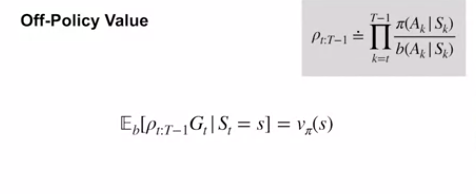 Off-Policy Value
ρ_{t:T−1} ≐ ∏_{k=t}^{T−1} π(A_k|S_k) / b(A_k|S_k)
𝔼_b[ρ_{t:T−1}G_t|S_t = s] = v_π(s)